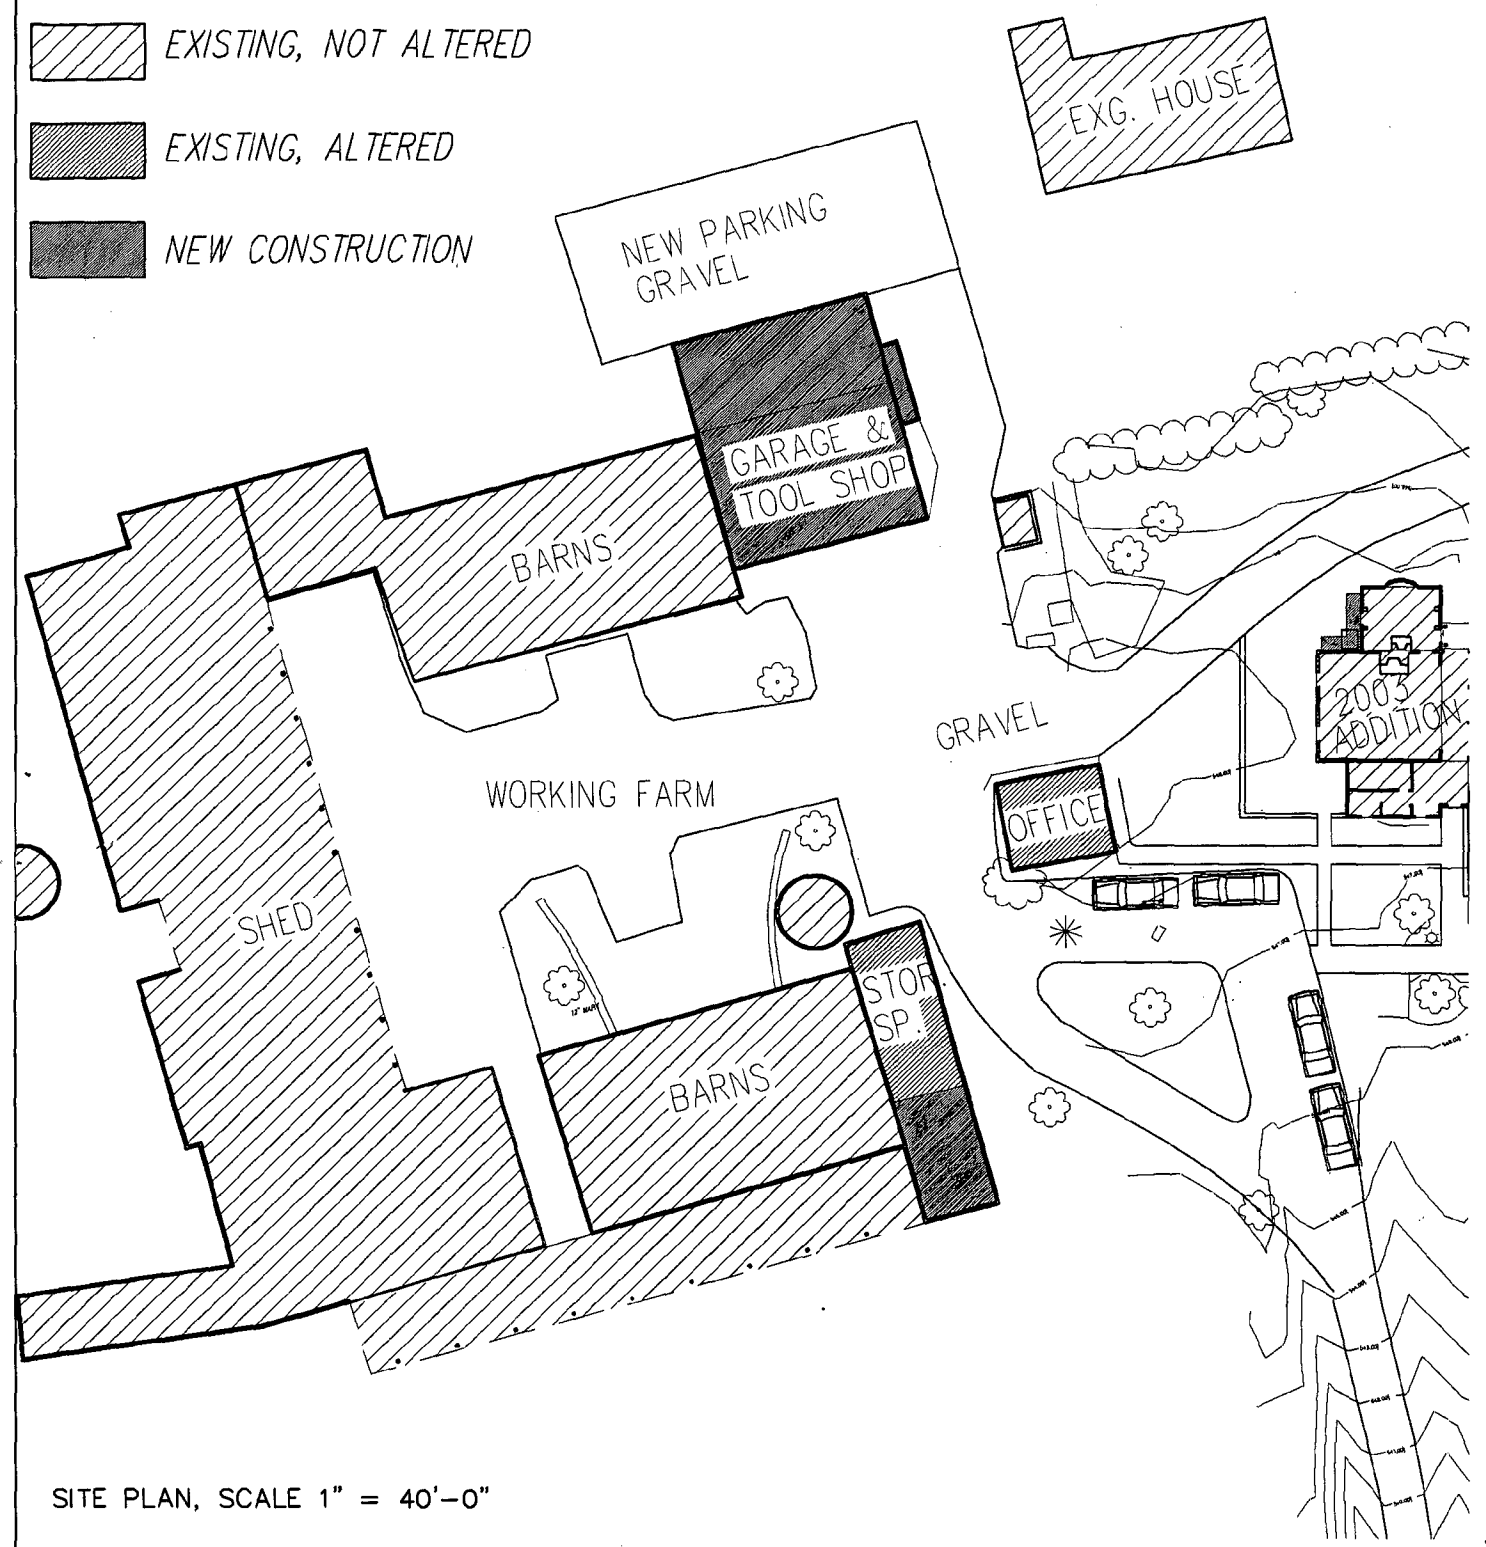 EXISTING, NOT ALTERED
EXISTING, ALTERED
NEW CONSTRUCTION
EXG. HOUSE
NEW PARKING
GRAVEL
GARAGE &
TOOL SHOP
BARNS
2003
ADDITION
GRAVEL
WORKING FARM
OFFICE
SHED
STOR
SP.
BARNS
SITE PLAN, SCALE 1" = 40'-0"